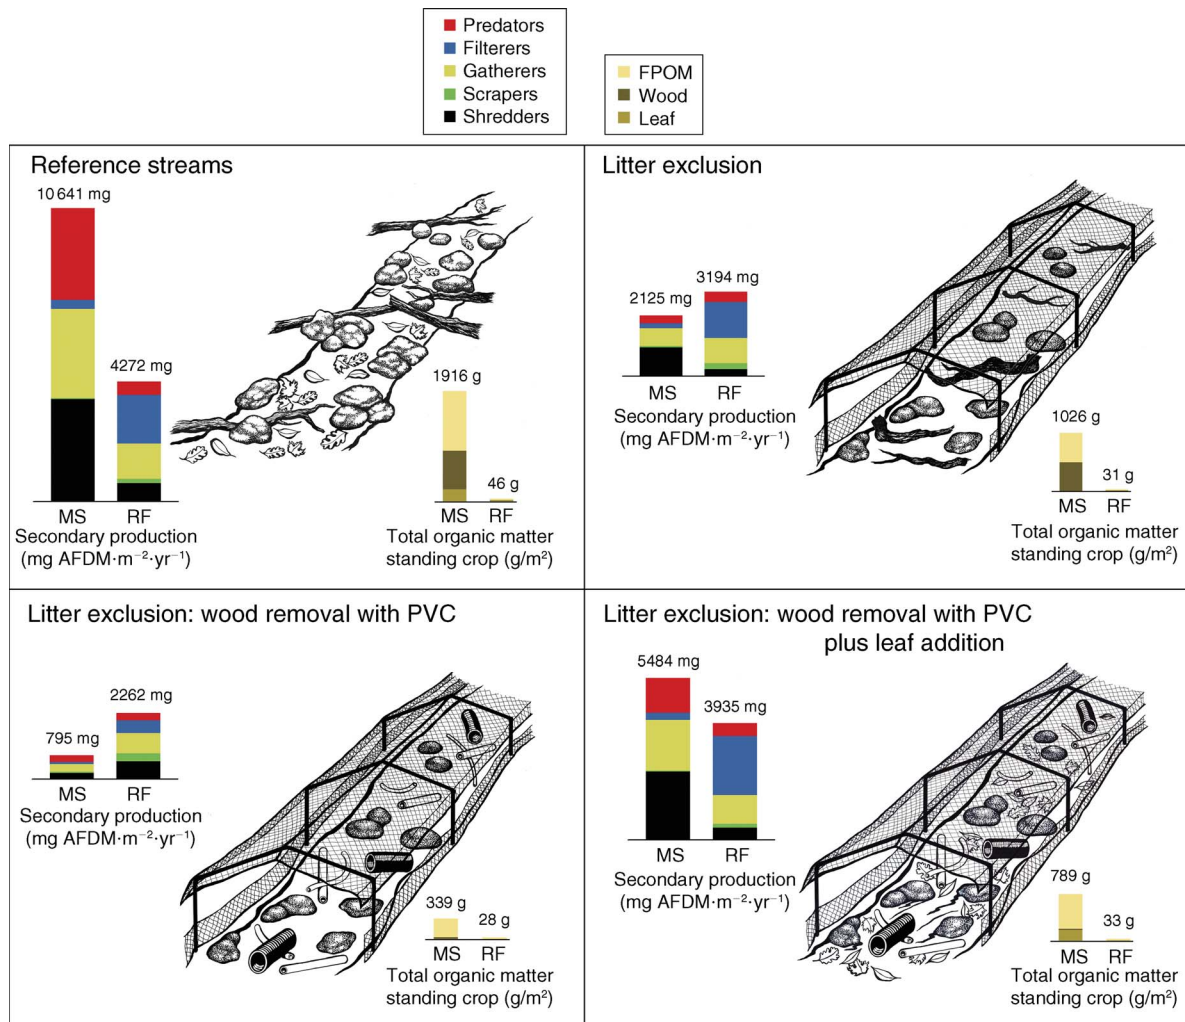 Predators
Filterers
Gatherers
Scrapers
Shredders
FPOM
Wood
Leaf
Reference streams
10 641 mg
4272 mg
MS RF
Secondary production
(mg AFDM·m⁻²·yr⁻¹)
1916 g
46 g
MS RF
Total organic matter
standing crop (g/m²)
Litter exclusion
2125 mg
3194 mg
MS RF
Secondary production
(mg AFDM·m⁻²·yr⁻¹)
1026 g
31 g
MS RF
Total organic matter
standing crop (g/m²)
Litter exclusion: wood removal with PVC
795 mg
2262 mg
MS RF
Secondary production
(mg AFDM·m⁻²·yr⁻¹)
339 g
28 g
MS RF
Total organic matter
standing crop (g/m²)
Litter exclusion: wood removal with PVC
plus leaf addition
5484 mg
3935 mg
MS RF
Secondary production
(mg AFDM·m⁻²·yr⁻¹)
789 g
33 g
MS RF
Total organic matter
standing crop (g/m²)